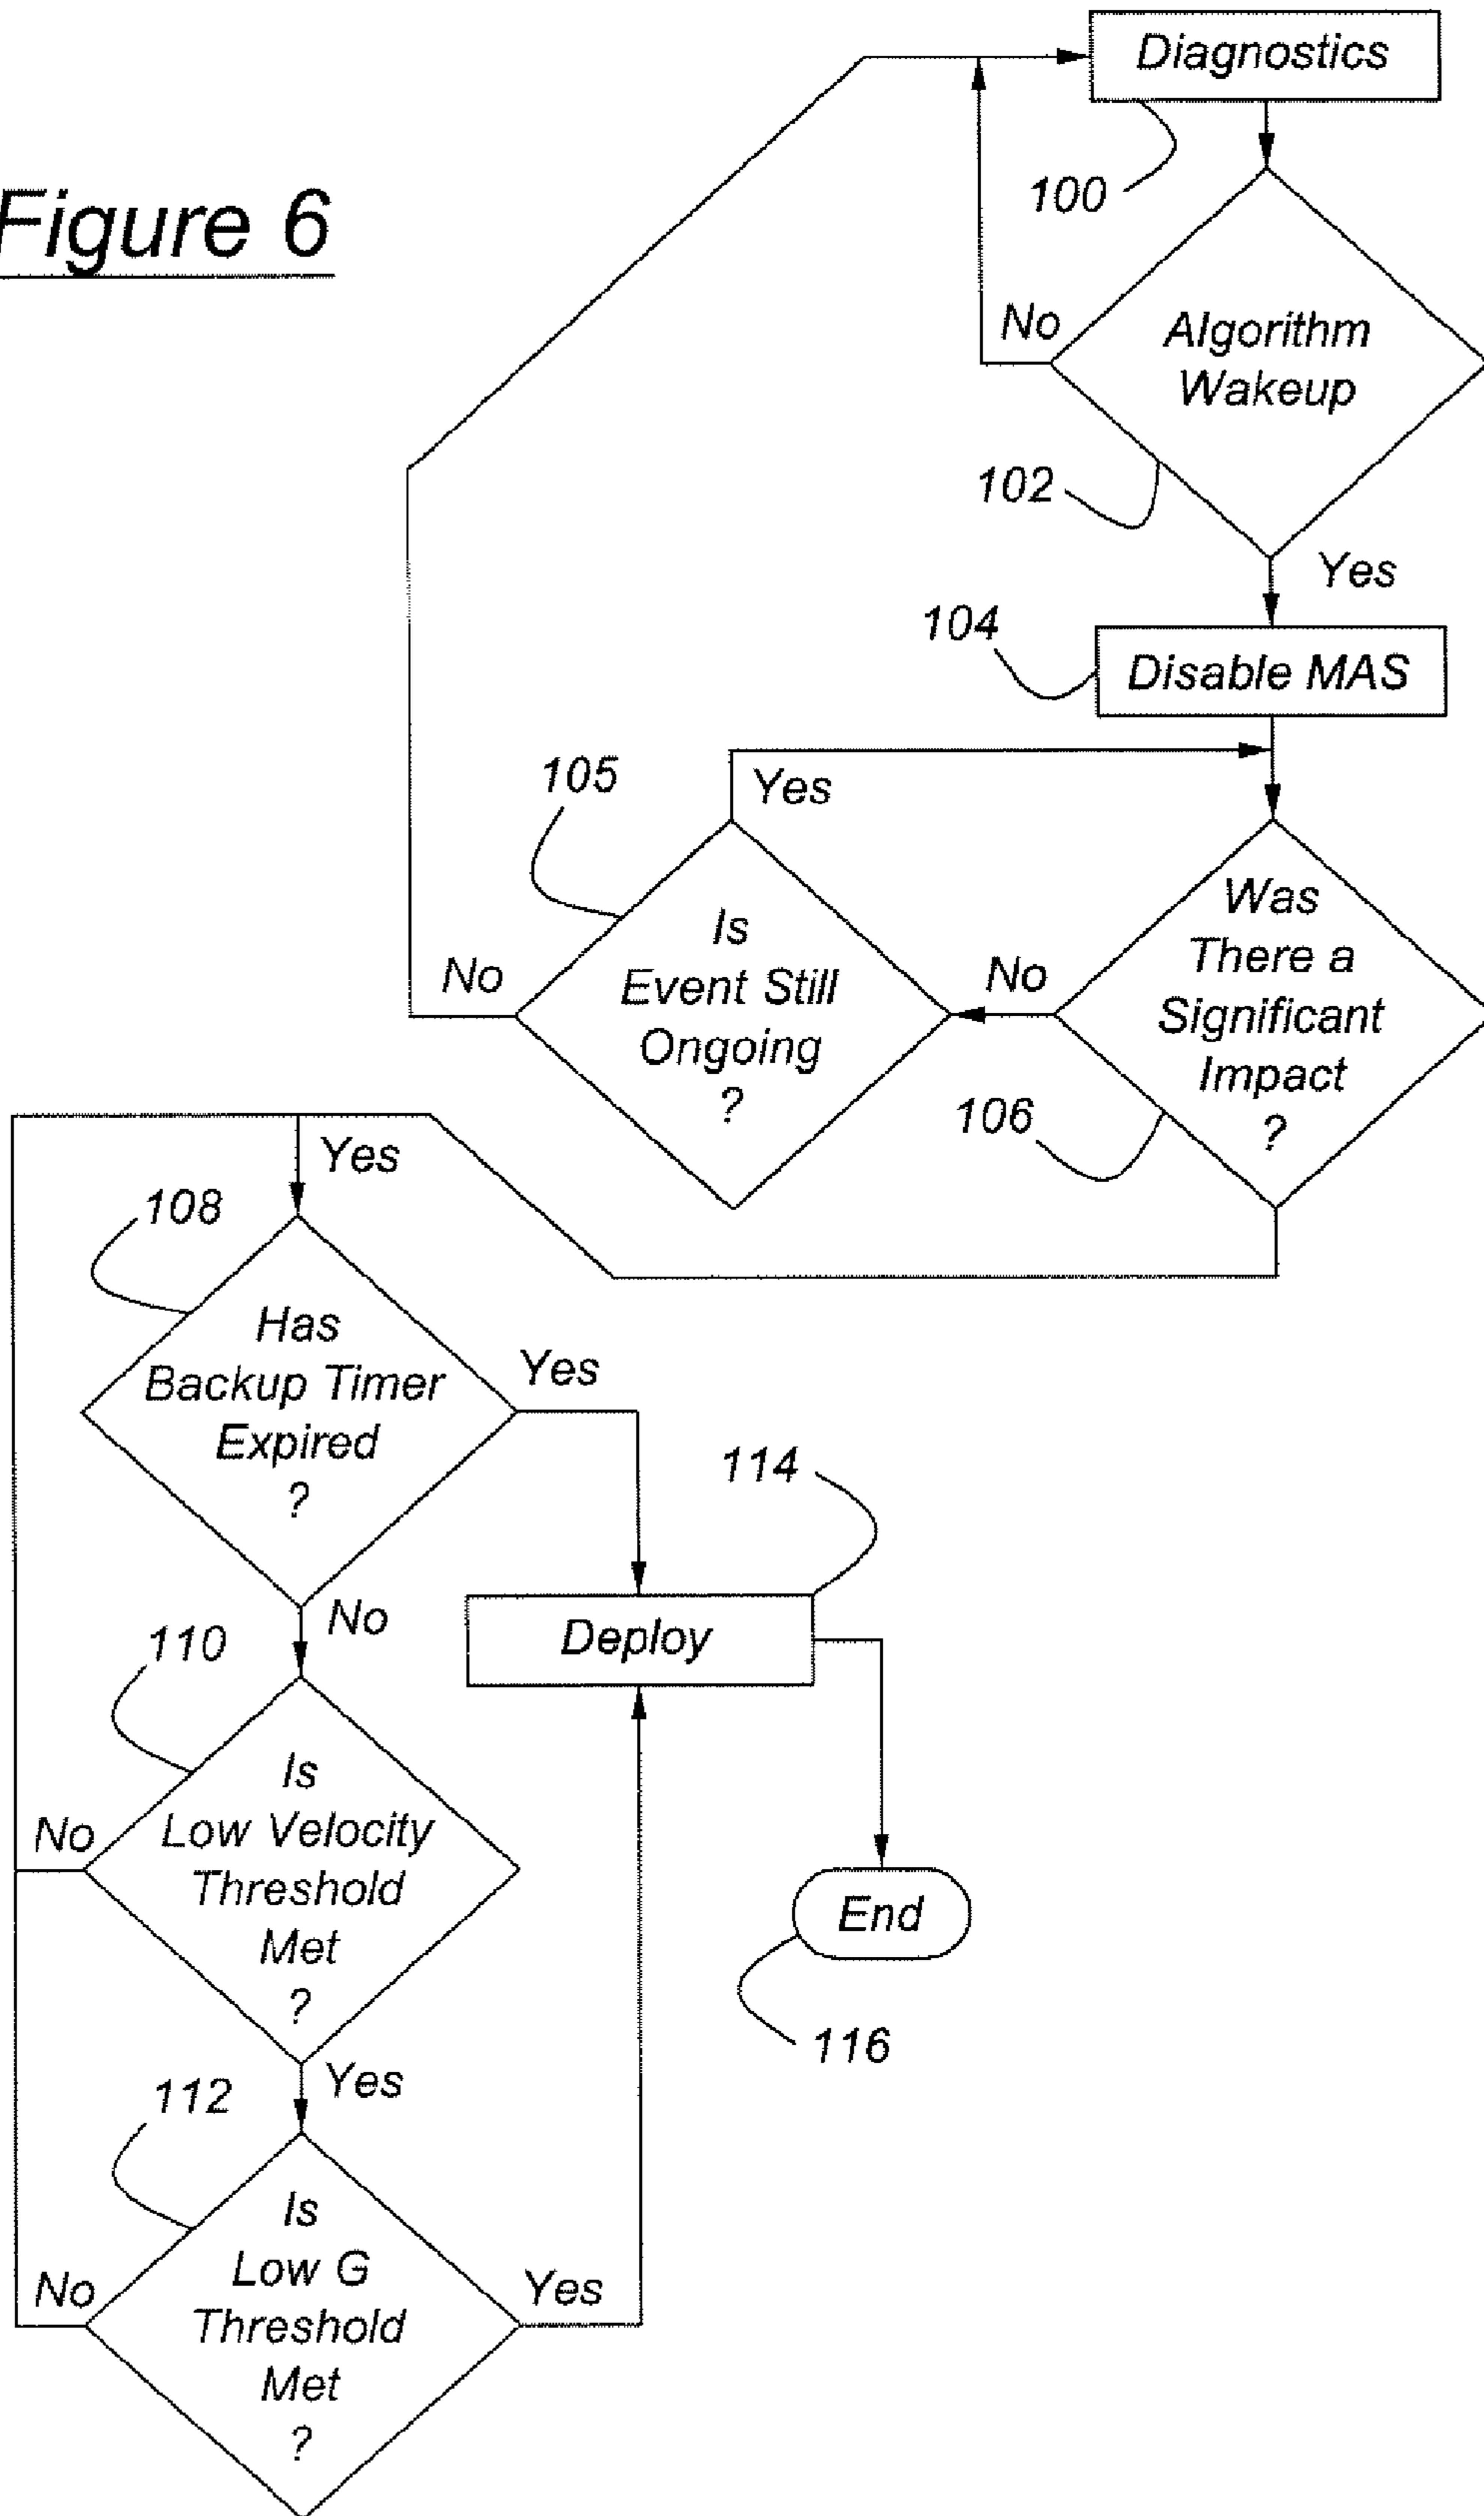 Figure 6
Diagnostics
100
No
Algorithm
Wakeup
102
Yes
104
Disable MAS
105
Yes
Is
Event Still
Ongoing
?
No
No
Was
There a
Significant
Impact
?
106
Yes
108
Has
Backup Timer
Expired
?
Yes
114
No
Deploy
110
Is
Low Velocity
Threshold
Met
?
No
End
116
Yes
112
Is
Low G
Threshold
Met
?
No
Yes